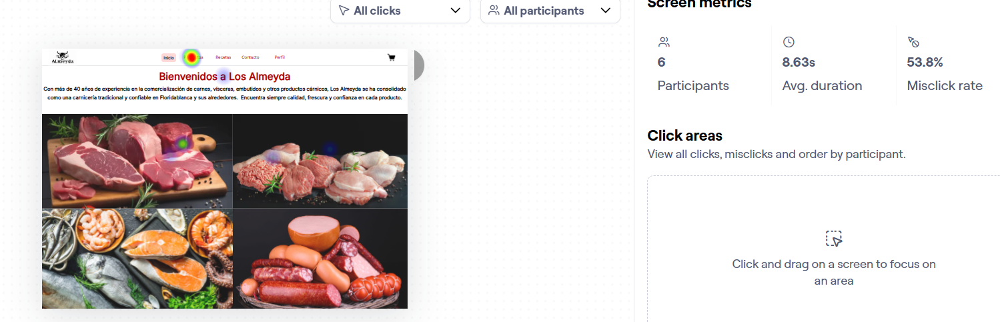 Screen metrics
All clicks
All participants
6
Participants
8.63s
Avg. duration
53.8%
Misclick rate
Almeyda
Inicio
Recetas
Contacto
Perfil
Bienvenidos a Los Almeyda
Con más de 40 años de experiencia en la comercialización de carnes, vísceras, embutidos y otros productos cárnicos, Los Almeyda se ha consolidado
como una carnicería tradicional y confiable en Floridablanca y sus alrededores. Encuentra siempre calidad, frescura y confianza en cada producto.
Click areas
View all clicks, misclicks and order by participant.
Click and drag on a screen to focus on
an area